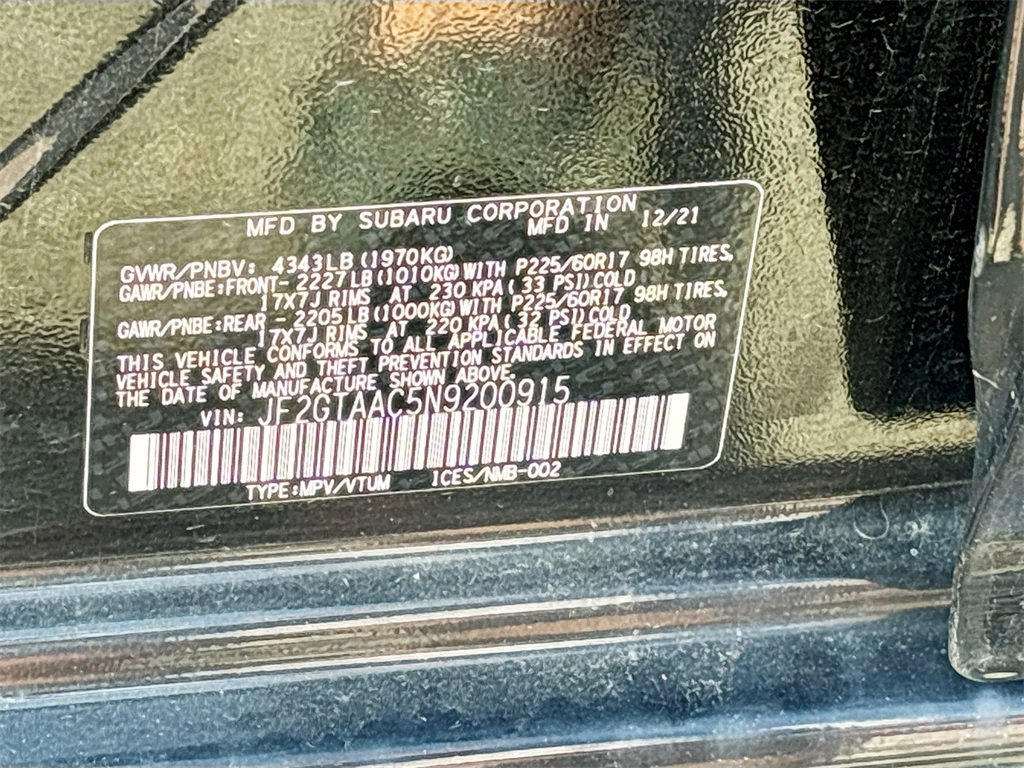 MFD BY SUBARU CORPORATION
MFD IN 12/21
GVWR/PNBV: 4343LB(1970KG)
GAWR/PNBE:FRONT- 2227LB(1010KG)WITH P225/60R17 98H TIRES,
17X7J RIMS AT 230 KPA( 33 PSI)COLD
GAWR/PNBE:REAR - 2205LB(1000KG)WITH P225/60R17 98H TIRES,
17X7J RIMS AT 220 KPA( 32 PSI)COLD
THIS VEHICLE CONFORMS TO ALL APPLICABLE FEDERAL MOTOR
VEHICLE SAFETY AND THEFT PREVENTION STANDARDS IN EFFECT ON
THE DATE OF MANUFACTURE SHOWN ABOVE.
VIN: JF2GTAAC5N9200915
TYPE:MPV/VTUM ICES/NMB-002